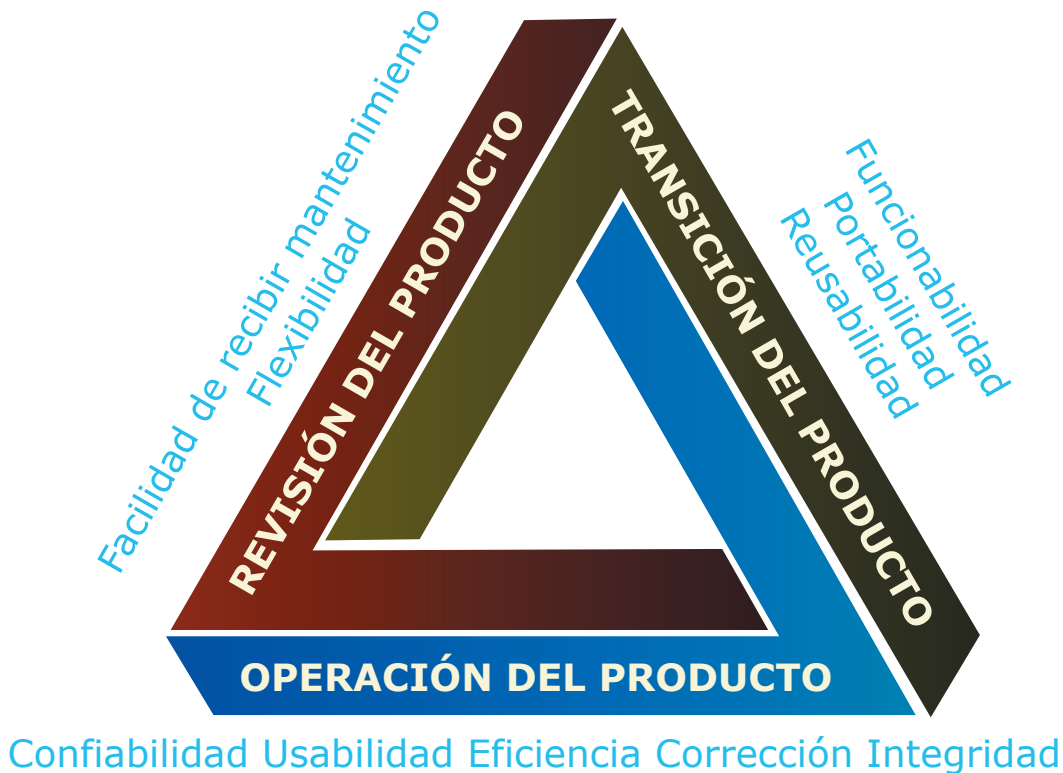 Facilidad de recibir mantenimiento
Flexibilidad
REVISIÓN DEL PRODUCTO
TRANSICIÓN DEL PRODUCTO
Funcionabilidad
Portabilidad
Reusabilidad
OPERACIÓN DEL PRODUCTO
Confiabilidad Usabilidad Eficiencia Corrección Integridad